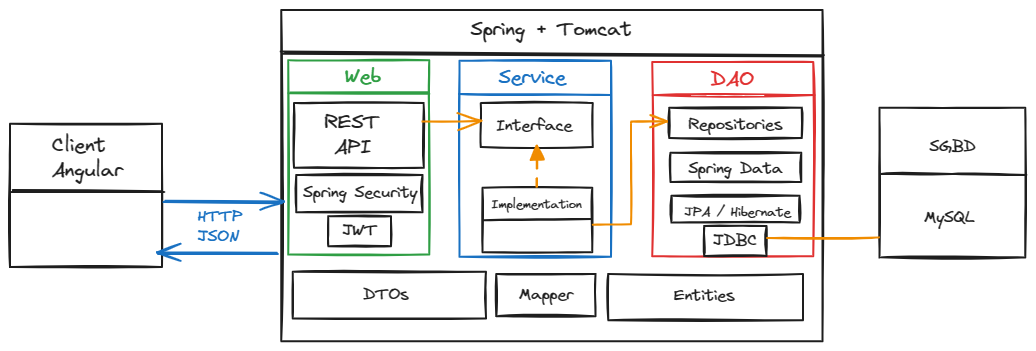 Spring + Tomcat
Client
Angular
HTTP
JSON
Web
REST
API
Spring Security
JWT
Service
Interface
Implementation
DAO
Repositories
Spring Data
JPA / Hibernate
JDBC
SGBD
MySQL
DTOs
Mapper
Entities